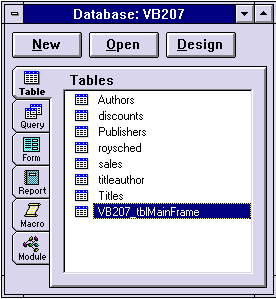 Database: VB207
New Open Design
Tables
Table
Query
Form
Report
Macro
Module
Authors
discounts
Publishers
roysched
sales
titleauthor
Titles
VB207_tblMainFrame